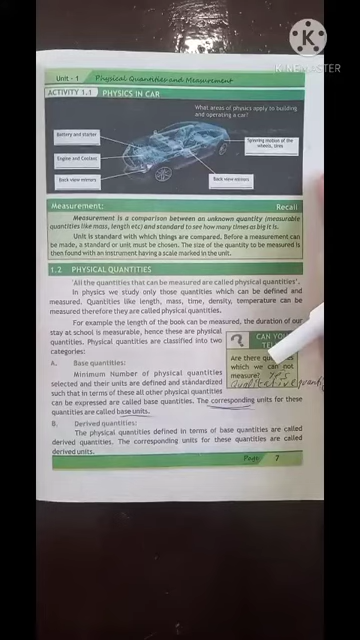 K
KINEMASTER
Unit - 1 Physical Quantities and Measurement
ACTIVITY 1.1 PHYSICS IN CAR
What areas of physics apply to building
and operating a car?
Battery and starter
Spinning motion of the
wheels, tires
Engine and Coolant
Back view mirrors
Back view mirrors
Measurement: Recall
Measurement is a comparison between an unknown quantity (measurable
quantities like mass, length etc) and standard to see how many times as big it is.
Unit is standard with which things are compared. Before a measurement can
be made, a standard or unit must be chosen. The size of the quantity to be measured is
then found with an instrument having a scale marked in the unit.
1.2 PHYSICAL QUANTITIES
'All the quantities that can be measured are called physical quantities'.
In physics we study only those quantities which can be defined and
measured. Quantities like length, mass, time, density, temperature can be
measured therefore they are called physical quantities.
For example the length of the book can be measured, the duration of our
stay at school is measurable, hence these are physical
quantities. Physical quantities are classified into two
categories:
A. Base quantities:
Minimum Number of physical quantities
selected and their units are defined and standardized
such that in terms of these all other physical quantities
can be expressed are called base quantities. The corresponding units for these
quantities are called base units.
?
CAN YOU
TELL
Are there quantities
which we can not
measure? Yes
Qualitative quanti
B. Derived quantities:
The physical quantities defined in terms of base quantities are called
derived quantities. The corresponding units for these quantities are called
derived units.
Page 7